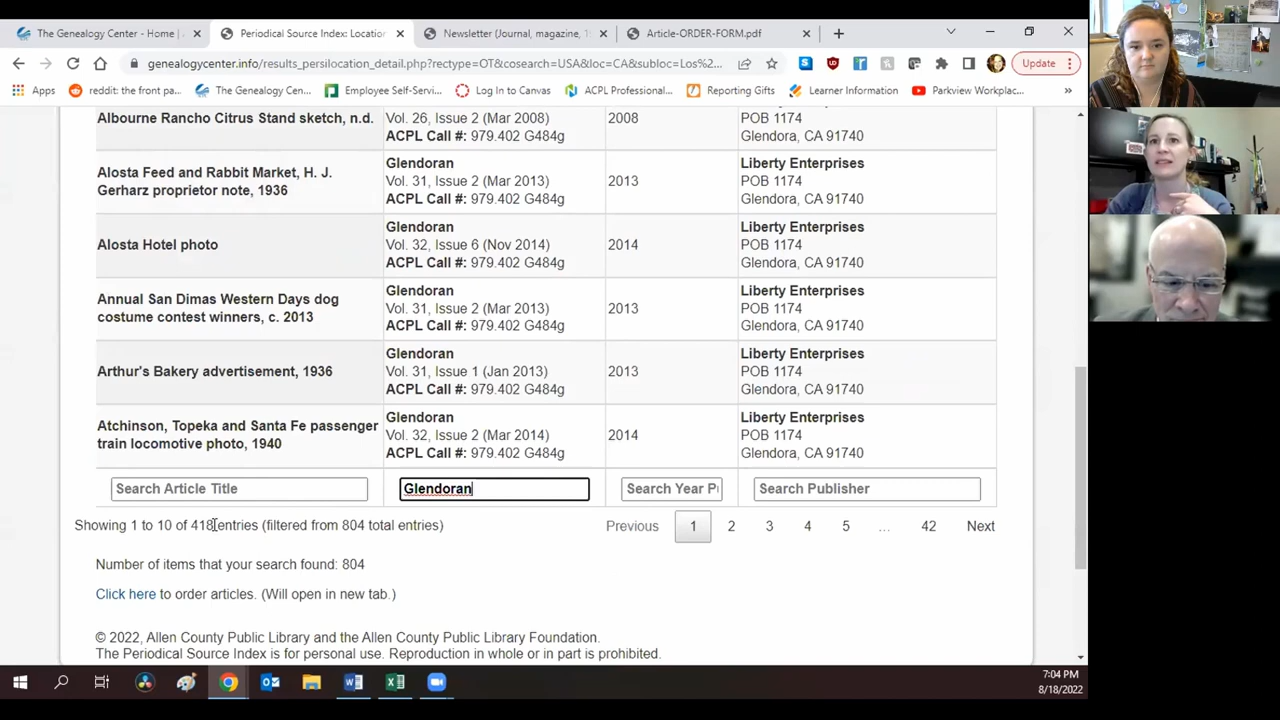 The Genealogy Center - Home |
Periodical Source Index: Location
Newsletter (Journal, magazine, T
Article-ORDER-FORM.pdf
genealogycenter.info/results_persilocation_detail.php?rectype=OT&cosearch=USA&loc=CA&subloc=Los%2...
Update
Apps
reddit: the front pa...
The Genealogy Cen...
Employee Self-Servi...
Log In to Canvas
ACPL Professional...
Reporting Gifts
Learner Information
Parkview Workplac...
»
Albourne Rancho Citrus Stand sketch, n.d.
Vol. 26, Issue 2 (Mar 2008)
ACPL Call #: 979.402 G484g
2008
POB 1174
Glendora, CA 91740
Alosta Feed and Rabbit Market, H. J.
Gerharz proprietor note, 1936
Glendoran
Vol. 31, Issue 2 (Mar 2013)
ACPL Call #: 979.402 G484g
2013
Liberty Enterprises
POB 1174
Glendora, CA 91740
Alosta Hotel photo
Glendoran
Vol. 32, Issue 6 (Nov 2014)
ACPL Call #: 979.402 G484g
2014
Liberty Enterprises
POB 1174
Glendora, CA 91740
Annual San Dimas Western Days dog
costume contest winners, c. 2013
Glendoran
Vol. 31, Issue 2 (Mar 2013)
ACPL Call #: 979.402 G484g
2013
Liberty Enterprises
POB 1174
Glendora, CA 91740
Arthur's Bakery advertisement, 1936
Glendoran
Vol. 31, Issue 1 (Jan 2013)
ACPL Call #: 979.402 G484g
2013
Liberty Enterprises
POB 1174
Glendora, CA 91740
Atchinson, Topeka and Santa Fe passenger
train locomotive photo, 1940
Glendoran
Vol. 32, Issue 2 (Mar 2014)
ACPL Call #: 979.402 G484g
2014
Liberty Enterprises
POB 1174
Glendora, CA 91740
Search Article Title
Glendoran
Search Year P
Search Publisher
Showing 1 to 10 of 418 entries (filtered from 804 total entries)
Previous 1 2 3 4 5 ... 42 Next
Number of items that your search found: 804
Click here to order articles. (Will open in new tab.)
© 2022, Allen County Public Library and the Allen County Public Library Foundation.
The Periodical Source Index is for personal use. Reproduction in whole or in part is prohibited.
7:04 PM
8/18/2022